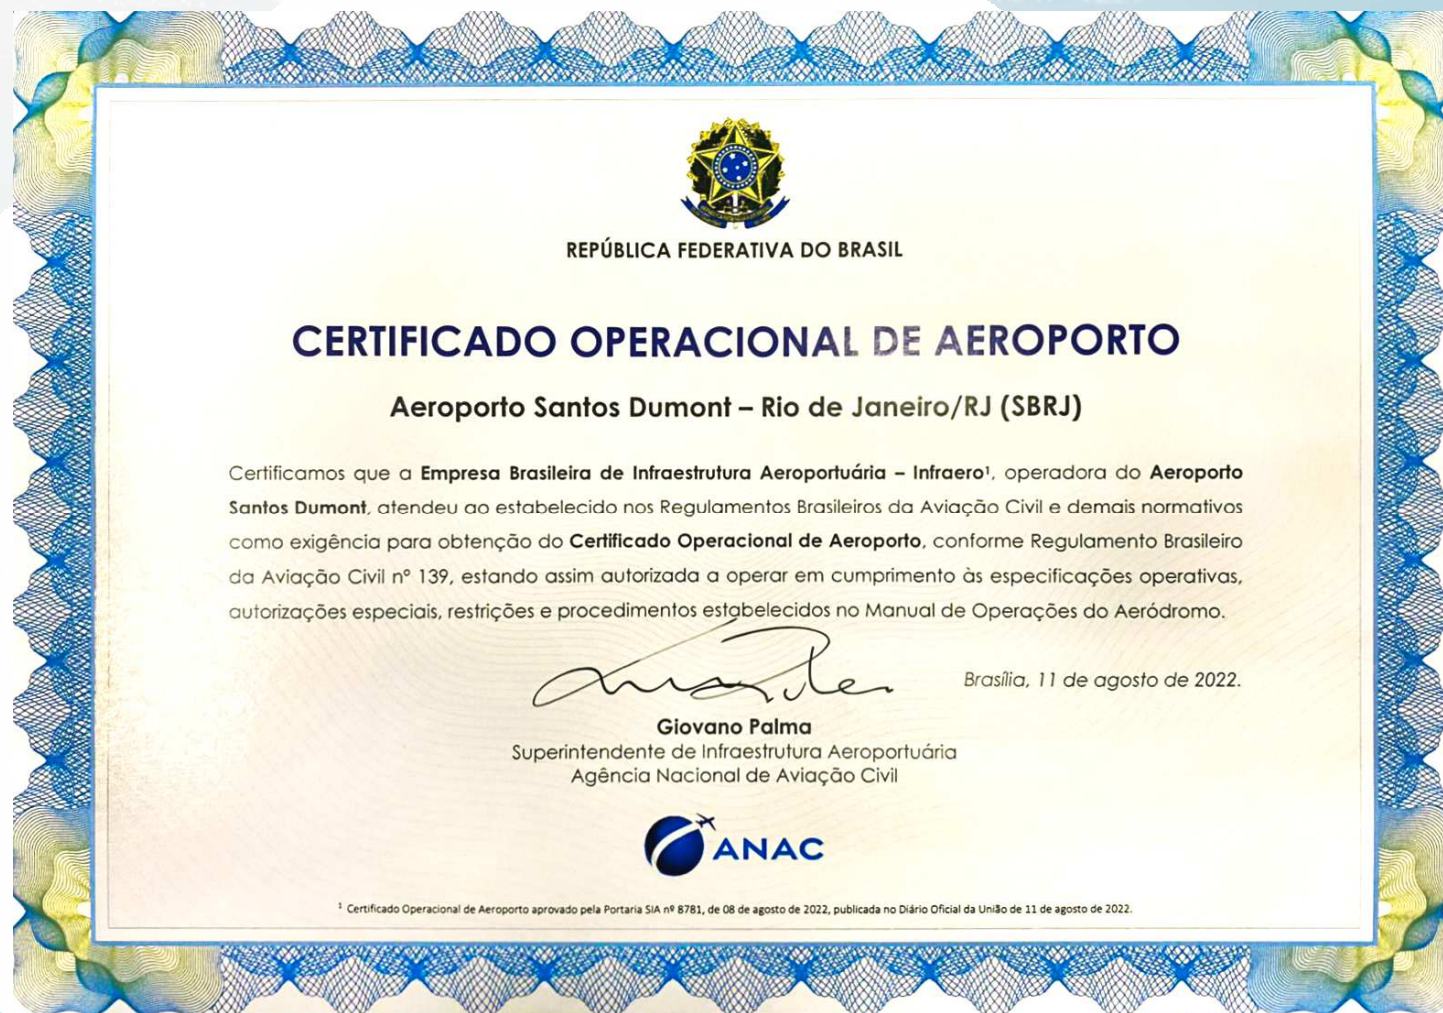 REPÚBLICA FEDERATIVA DO BRASIL
CERTIFICADO OPERACIONAL DE AEROPORTO
Aeroporto Santos Dumont – Rio de Janeiro/RJ (SBRJ)
Certificamos que a Empresa Brasileira de Infraestrutura Aeroportuária – Infraero¹, operadora do Aeroporto
Santos Dumont, atendeu ao estabelecido nos Regulamentos Brasileiros da Aviação Civil e demais normativos
como exigência para obtenção do Certificado Operacional de Aeroporto, conforme Regulamento Brasileiro
da Aviação Civil nº 139, estando assim autorizada a operar em cumprimento às especificações operativas,
autorizações especiais, restrições e procedimentos estabelecidos no Manual de Operações do Aeródromo.
Brasília, 11 de agosto de 2022.
Giovano Palma
Superintendente de Infraestrutura Aeroportuária
Agência Nacional de Aviação Civil
ANAC
¹ Certificado Operacional de Aeroporto aprovado pela Portaria SIA nº 8781, de 08 de agosto de 2022, publicada no Diário Oficial da União de 11 de agosto de 2022.